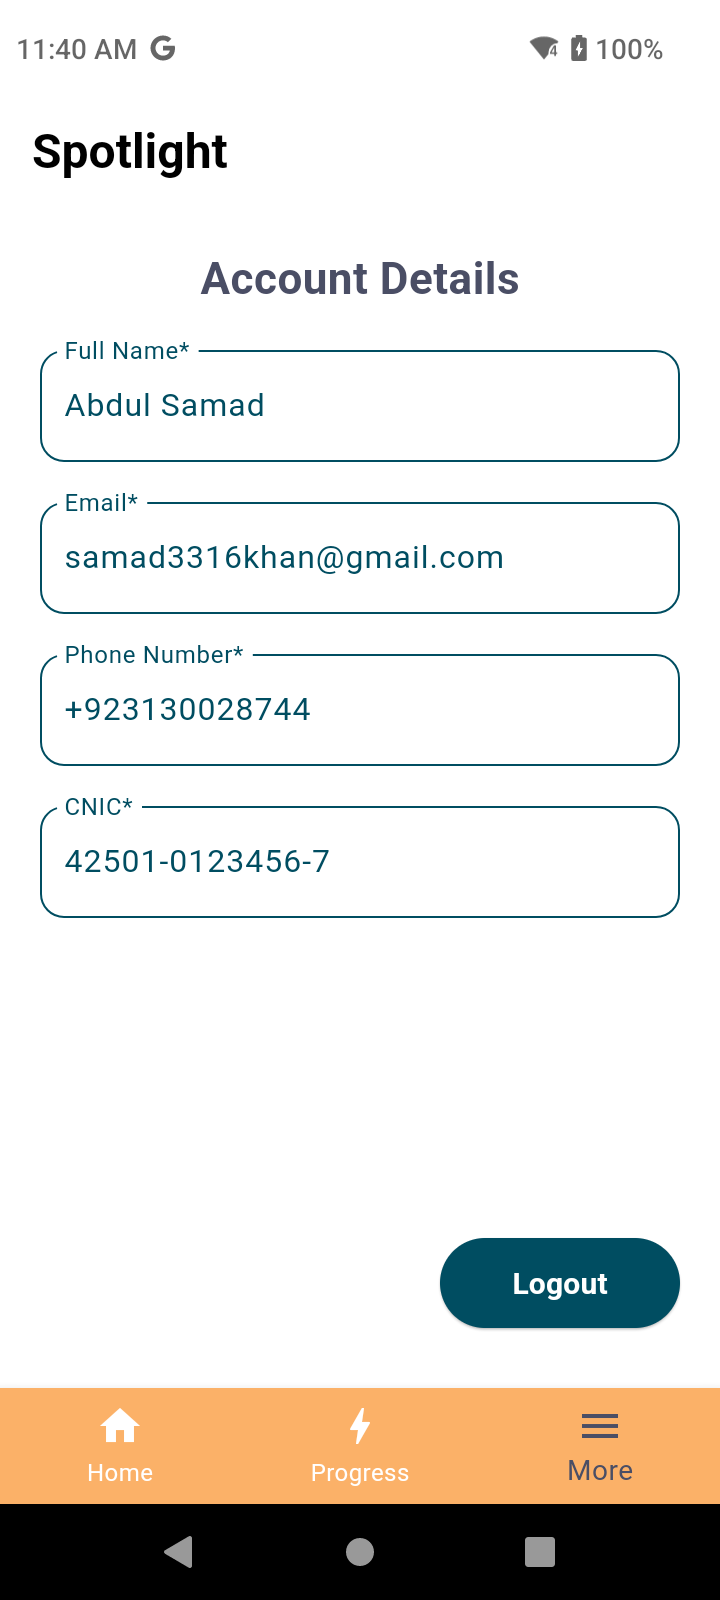 11:40 AM
100%
Spotlight
Account Details
Full Name*
Abdul Samad
Email*
samad3316khan@gmail.com
Phone Number*
+923130028744
CNIC*
42501-0123456-7
Logout
Home
Progress
More